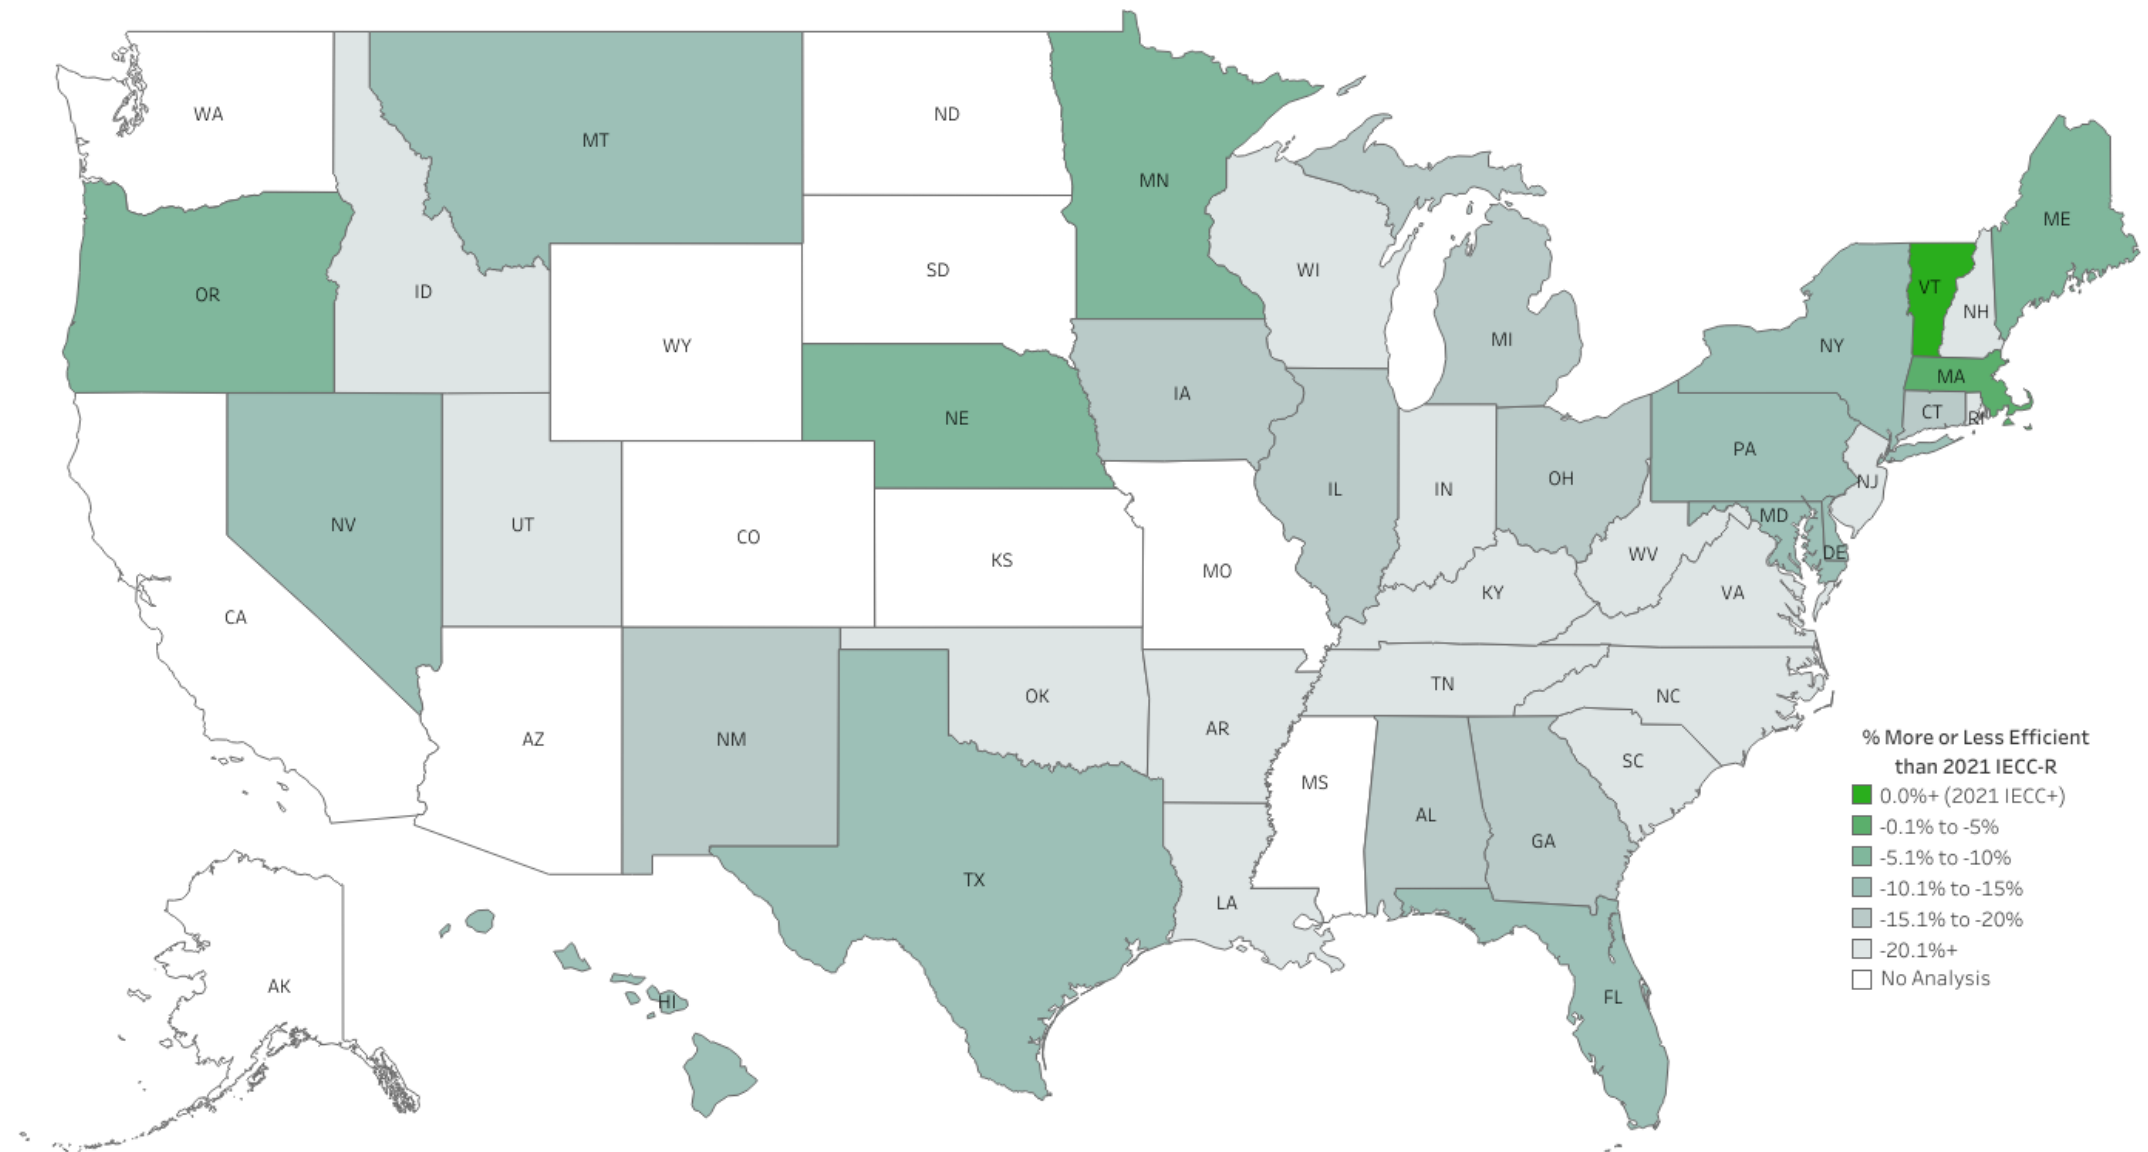 WA
MT
ND
MN
ME
OR
ID
SD
WI
VT
NH
WY
MI
NY
IA
NE
MA
CT
RI
PA
NV
UT
CO
KS
MO
IL
IN
OH
NJ
MD
DE
WV
VA
KY
CA
AZ
NM
OK
AR
TN
NC
MS
AL
GA
SC
TX
LA
FL
AK
HI
% More or Less Efficient
than 2021 IECC-R
0.0%+ (2021 IECC+)
-0.1% to -5%
-5.1% to -10%
-10.1% to -15%
-15.1% to -20%
-20.1%+
No Analysis